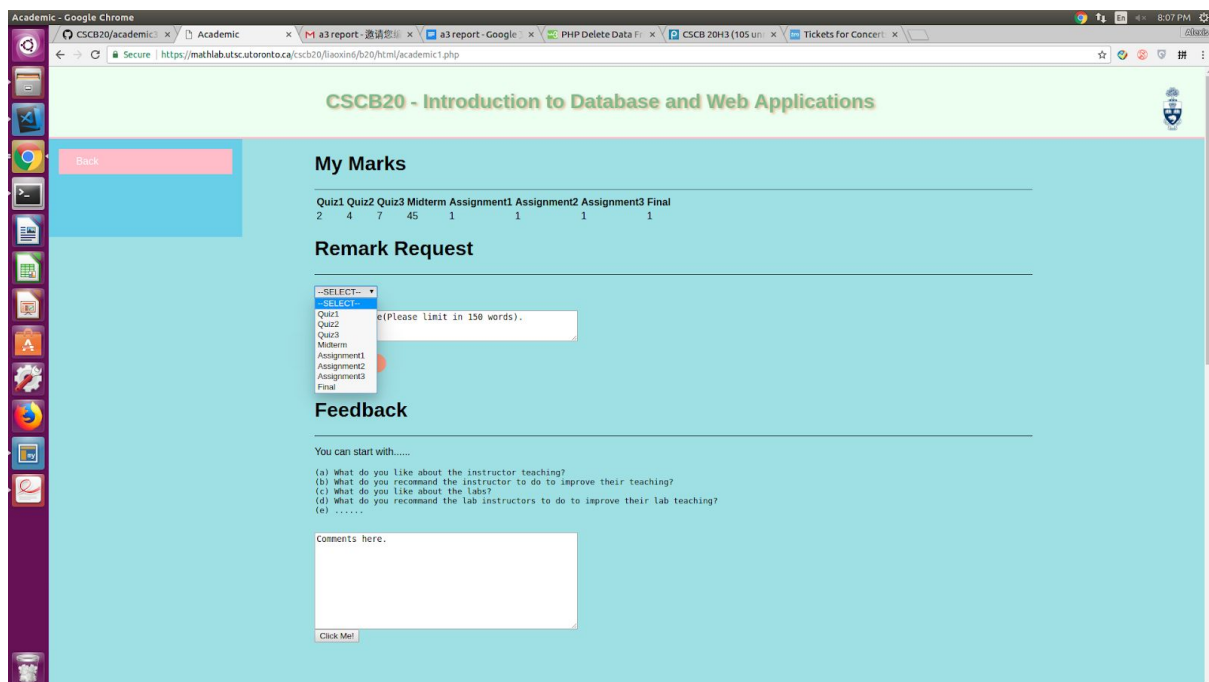 Academic - Google Chrome
En
8:07 PM
CSCB20/academic
Academic
a3 report - 邀请您
a3 report - Google
PHP Delete Data Fr
CSCB 20H3 (105 un
Tickets for Concert
Alexis
Secure
https://mathlab.utsc.utoronto.ca/cscb20/liaoxin6/b20/html/academic1.php
CSCB20 - Introduction to Database and Web Applications
Back
My Marks
Quiz1 Quiz2 Quiz3 Midterm Assignment1 Assignment2 Assignment3 Final
2 4 7 45 1 1 1 1
Remark Request
--SELECT--
--SELECT--
Quiz1
e(Please limit in 150 words).
Quiz2
Quiz3
Midterm
Assignment1
Assignment2
Assignment3
Final
Feedback
You can start with......
(a) What do you like about the instructor teaching?
(b) What do you recommand the instructor to do to improve their teaching?
(c) What do you like about the labs?
(d) What do you recommand the lab instructors to do to improve their lab teaching?
(e) ......
Comments here.
Click Me!